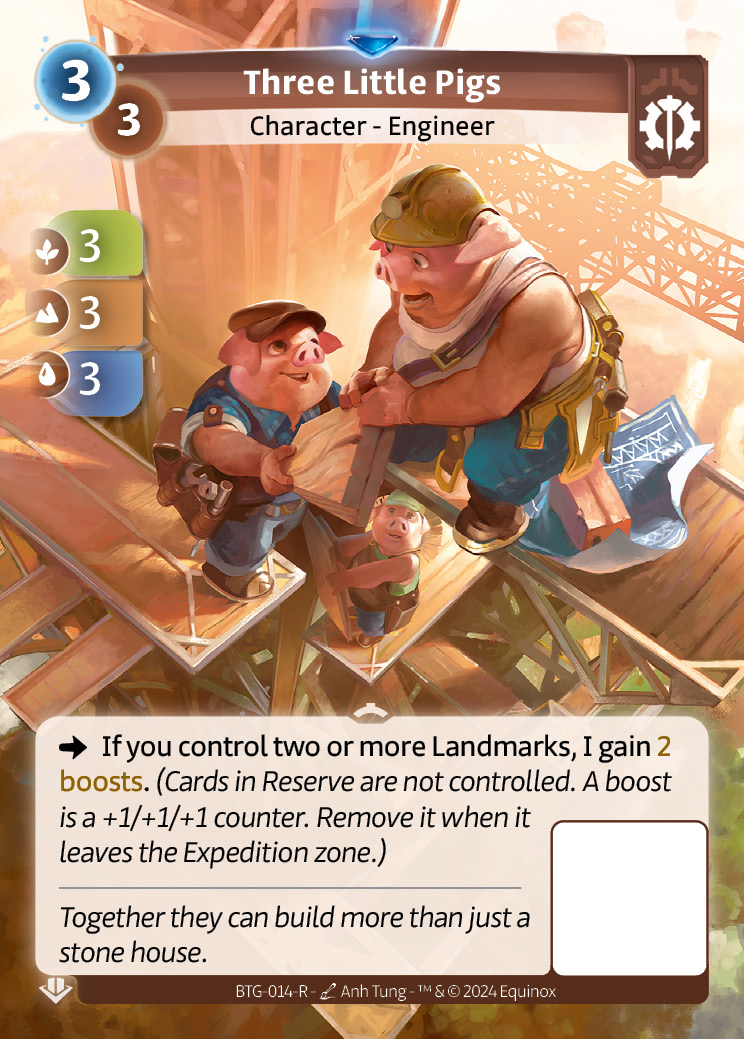 3
Three Little Pigs
3
Character - Engineer
3
3
3
If you control two or more Landmarks, I gain 2
boosts. (Cards in Reserve are not controlled. A boost
is a +1/+1/+1 counter. Remove it when it
leaves the Expedition zone.)
Together they can build more than just a
stone house.
BTG-014-R - Anh Tung - ™ & © 2024 Equinox